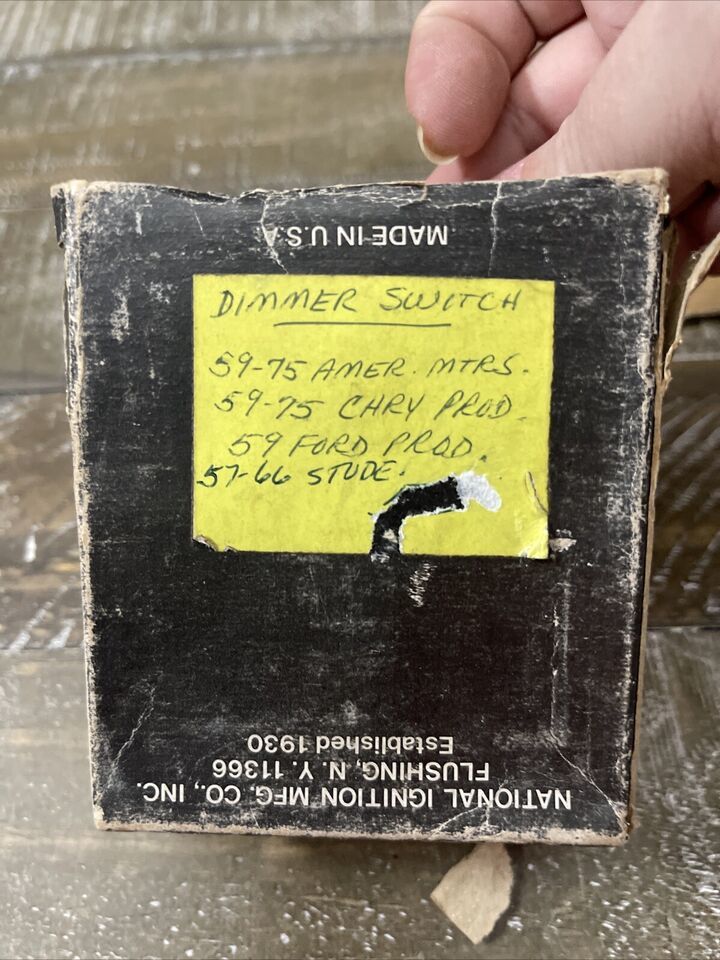 MADE IN U.S.A
DIMMER SWITCH
59-75 AMER. MTRS.
59-75 CHRY PROD.
59 FORD PROD.
57-66 STUDE.
Established 1930
FLUSHING, N. Y. 11366
NATIONAL IGNITION MFG. CO., INC.